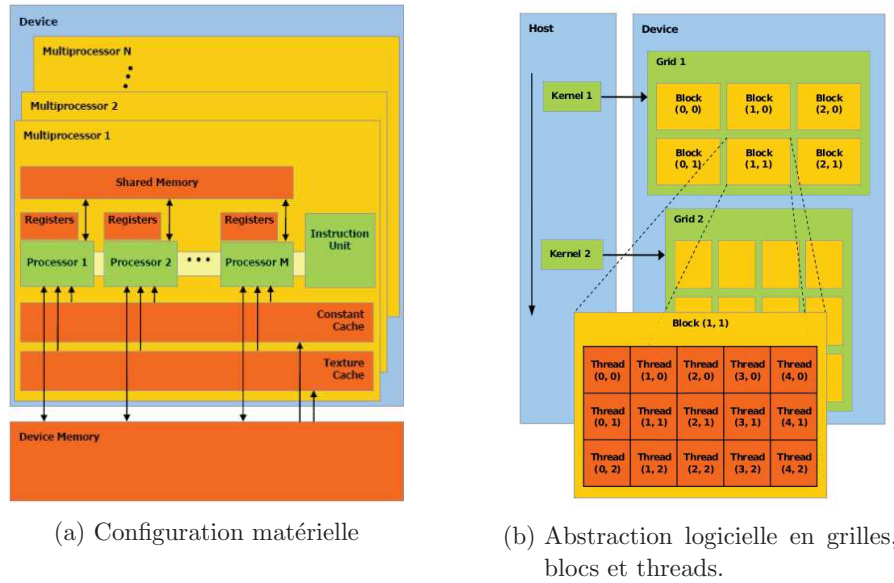 Device
Multiprocessor N
Multiprocessor 2
Multiprocessor 1
Shared Memory
Registers
Registers
Registers
Instruction
Unit
Processor 1
Processor 2
Processor M
Constant
Cache
Texture
Cache
Device Memory
(a) Configuration matérielle
Host
Device
Grid 1
Kernel 1
Block
(0, 0)
Block
(1, 0)
Block
(2, 0)
Block
(0, 1)
Block
(1, 1)
Block
(2, 1)
Grid 2
Kernel 2
Block (1, 1)
Thread
(0, 0)
Thread
(1, 0)
Thread
(2, 0)
Thread
(3, 0)
Thread
(4, 0)
Thread
(0, 1)
Thread
(1, 1)
Thread
(2, 1)
Thread
(3, 1)
Thread
(4, 1)
Thread
(0, 2)
Thread
(1, 2)
Thread
(2, 2)
Thread
(3, 2)
Thread
(4, 2)
(b) Abstraction logicielle en grilles,
blocs et threads.